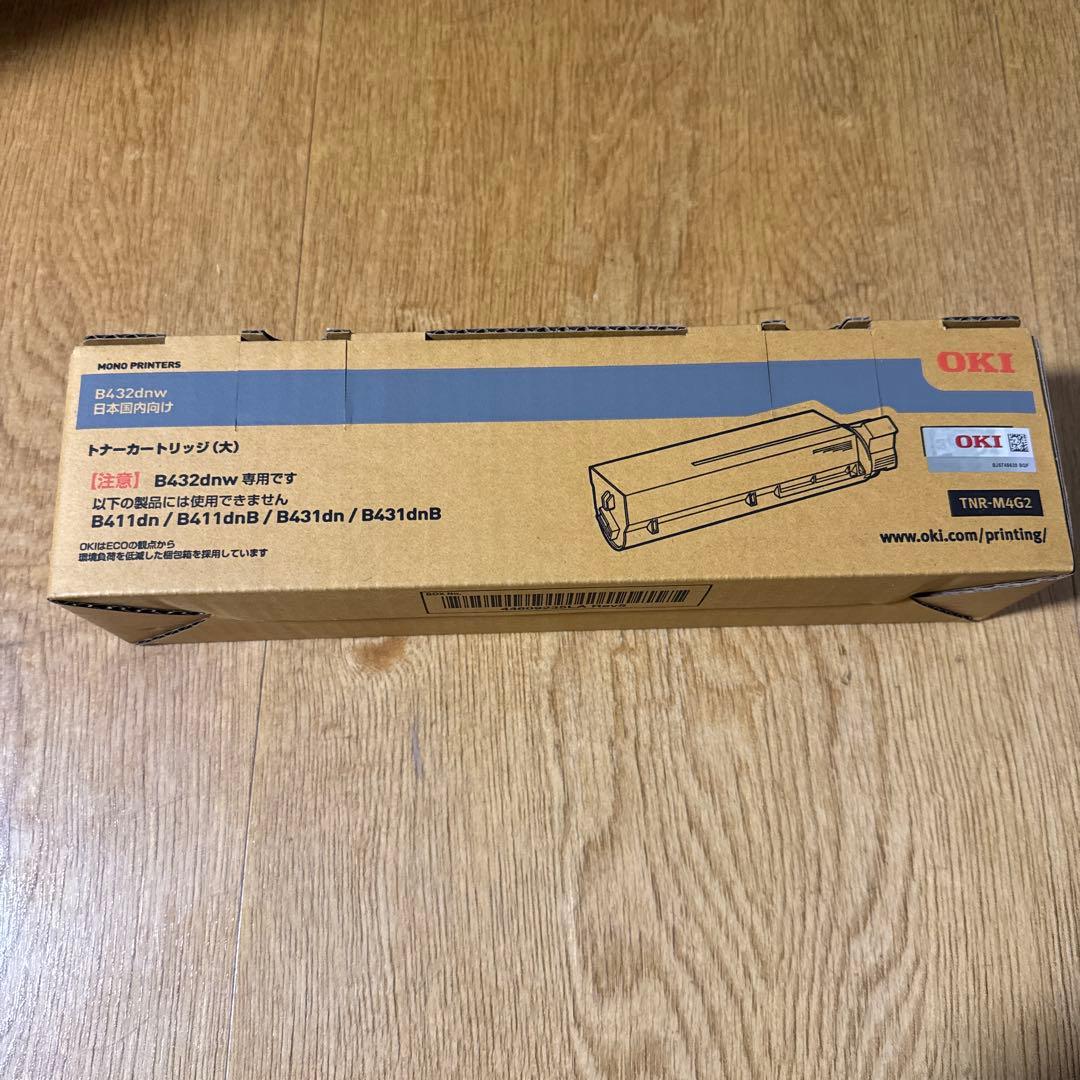 MONO PRINTERS
B432dnw
日本国内向け
OKI
トナーカートリッジ(大)
【注意】 B432dnw 専用です
以下の製品には使用できません
B411dn / B411dnB / B431dn / B431dnB
OKIはECOの観点から
環境負荷を低減した梱包箱を採用しています
OKI
TNR-M4G2
www.oki.com/printing/
BOX No.